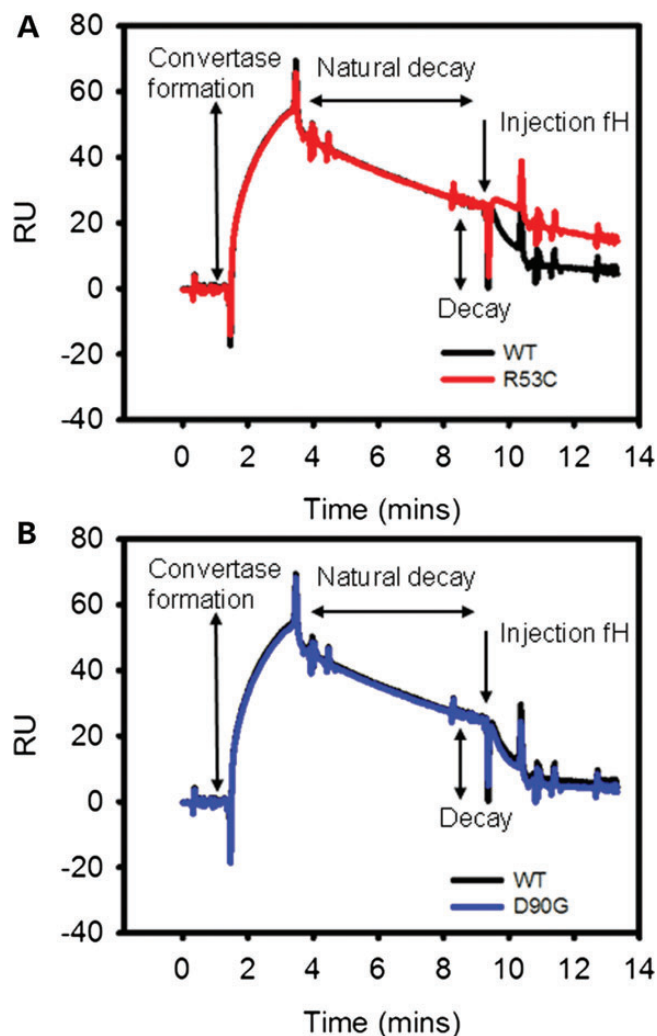 A
80
60
40
20
0
-20
-40
RU
Convertase
formation
Natural decay
Injection fH
Decay
WT
R53C
0 2 4 6 8 10 12 14
Time (mins)
B
80
60
40
20
0
-20
-40
RU
Convertase
formation
Natural decay
Injection fH
Decay
WT
D90G
0 2 4 6 8 10 12 14
Time (mins)